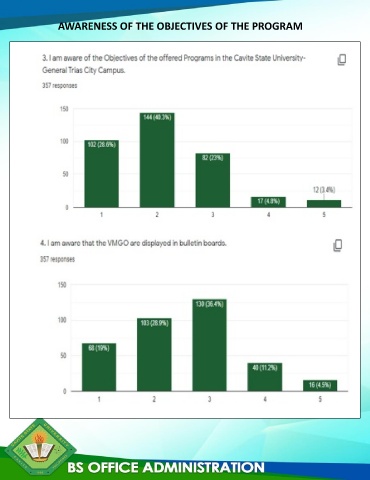 AWARENESS OF THE OBJECTIVES OF THE PROGRAM
3. I am aware of the Objectives of the offered Programs in the Cavite State University-
General Trias City Campus.
357 responses
150
144 (40.3%)
100
102 (28.6%)
82 (23%)
50
17 (4.8%)
12 (3.4%)
0
1 2 3 4 5
4. I am aware that the VMGO are displayed in bulletin boards.
357 responses
150
130 (36.4%)
100
103 (28.9%)
68 (19%)
50
40 (11.2%)
16 (4.5%)
0
1 2 3 4 5
BS OFFICE ADMINISTRATION